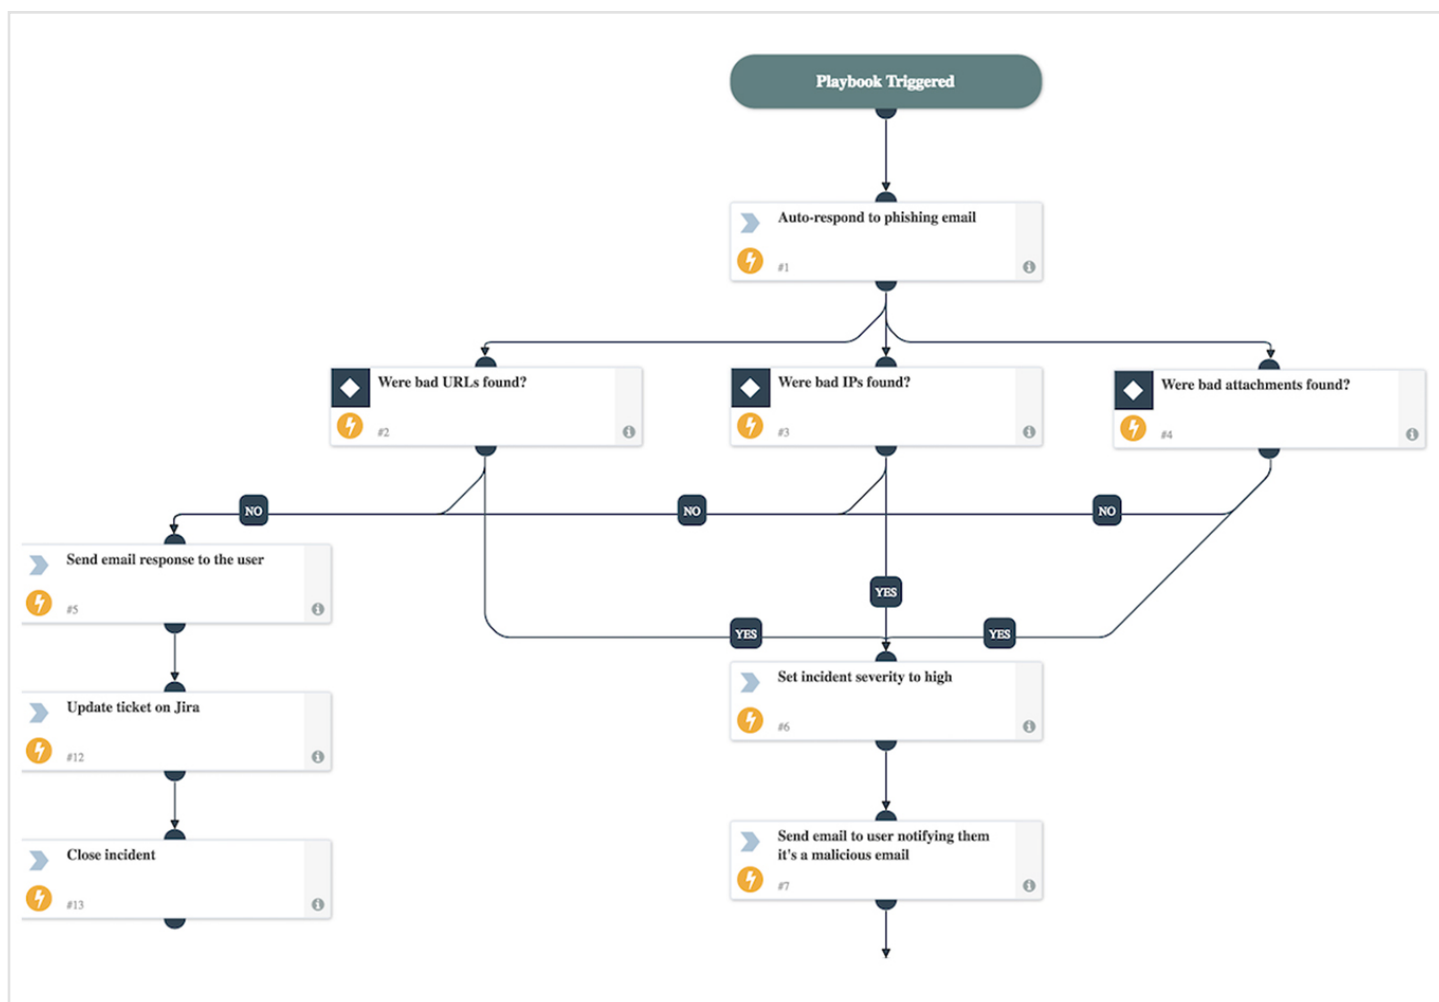 Playbook Triggered
Auto-respond to phishing email
#1
Were bad URLs found?
#2
Were bad IPs found?
#3
Were bad attachments found?
#4
NO
NO
NO
Send email response to the user
#5
YES
YES
YES
Set incident severity to high
#6
Update ticket on Jira
#12
Send email to user notifying them
it's a malicious email
#7
Close incident
#13